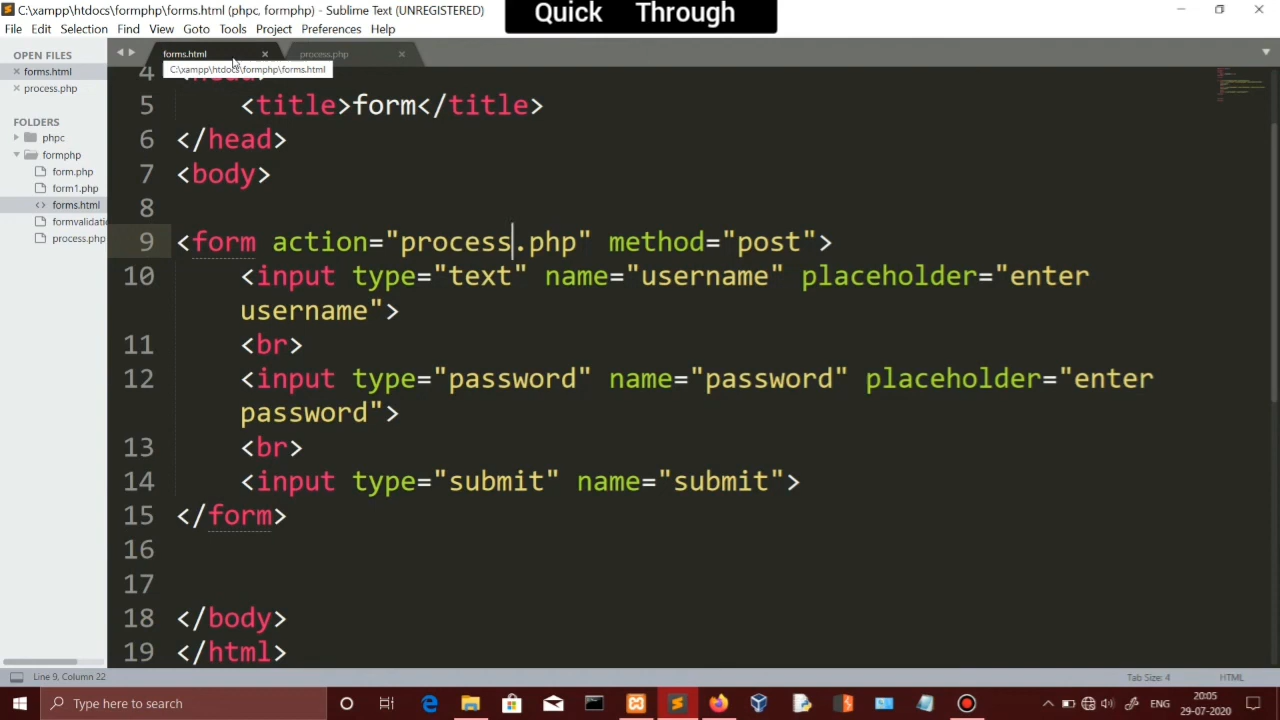 C:\xampp\htdocs\formphp\forms.html (phpc, formphp) - Sublime Text (UNREGISTERED)
Quick Through
File Edit Selection Find View Goto Tools Project Preferences Help
OPEN FILES
forms.html
process.php
FOLDERS
phpc
formphp
form.php
form1.php
forms.html
formvalidati
process.php
forms.html
process.php
C:\xampp\htdocs\formphp\forms.html
4
5 <title>form</title>
6 </head>
7 <body>
8
9 <form action="process.php" method="post">
10 <input type="text" name="username" placeholder="enter
username">
11 <br>
12 <input type="password" name="password" placeholder="enter
password">
13 <br>
14 <input type="submit" name="submit">
15 </form>
16
17
18 </body>
19 </html>
Line 9, Column 22
Tab Size: 4
HTML
Type here to search
ENG
20:05
29-07-2020